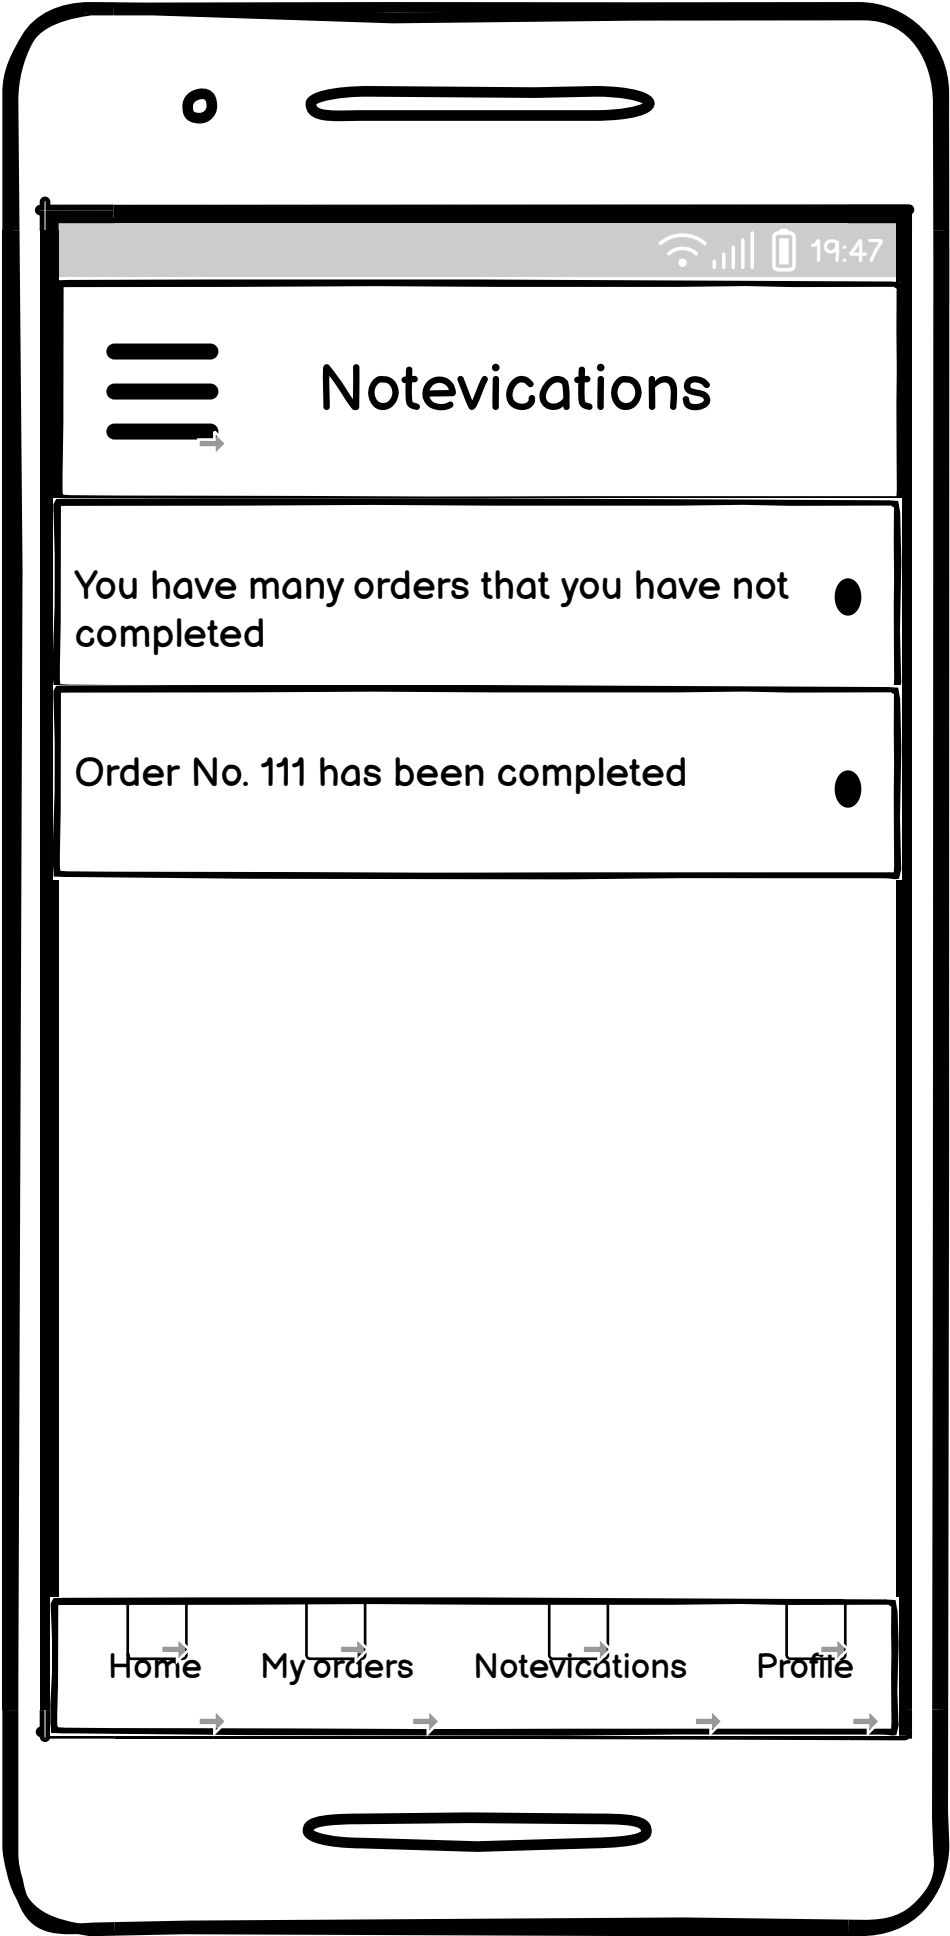 19:47
Notevications
You have many orders that you have not
completed
Order No. 111 has been completed
Home My orders Notevications Profile